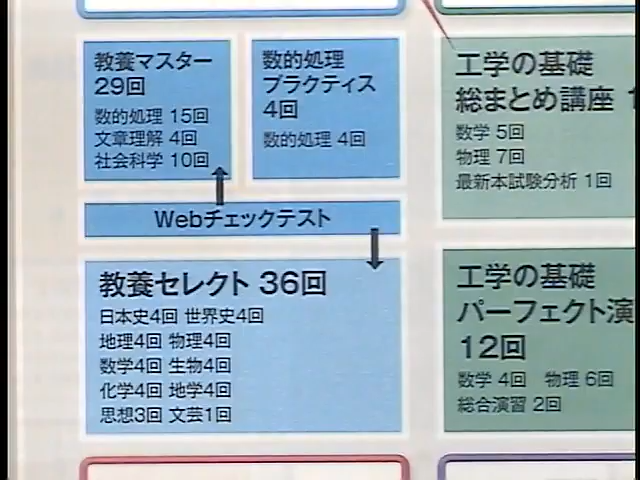 教養マスター
29回
数的処理 15回
文章理解 4回
社会科学 10回
数的処理
プラクティス
4回
数的処理 4回
Webチェックテスト
教養セレクト 36回
日本史4回 世界史4回
地理4回 物理4回
数学4回 生物4回
化学4回 地学4回
思想3回 文芸1回
工学の基礎
総まとめ講座
数学 5回
物理 7回
最新本試験分析 1回
工学の基礎
パーフェクト演
12回
数学 4回 物理 6回
総合演習 2回